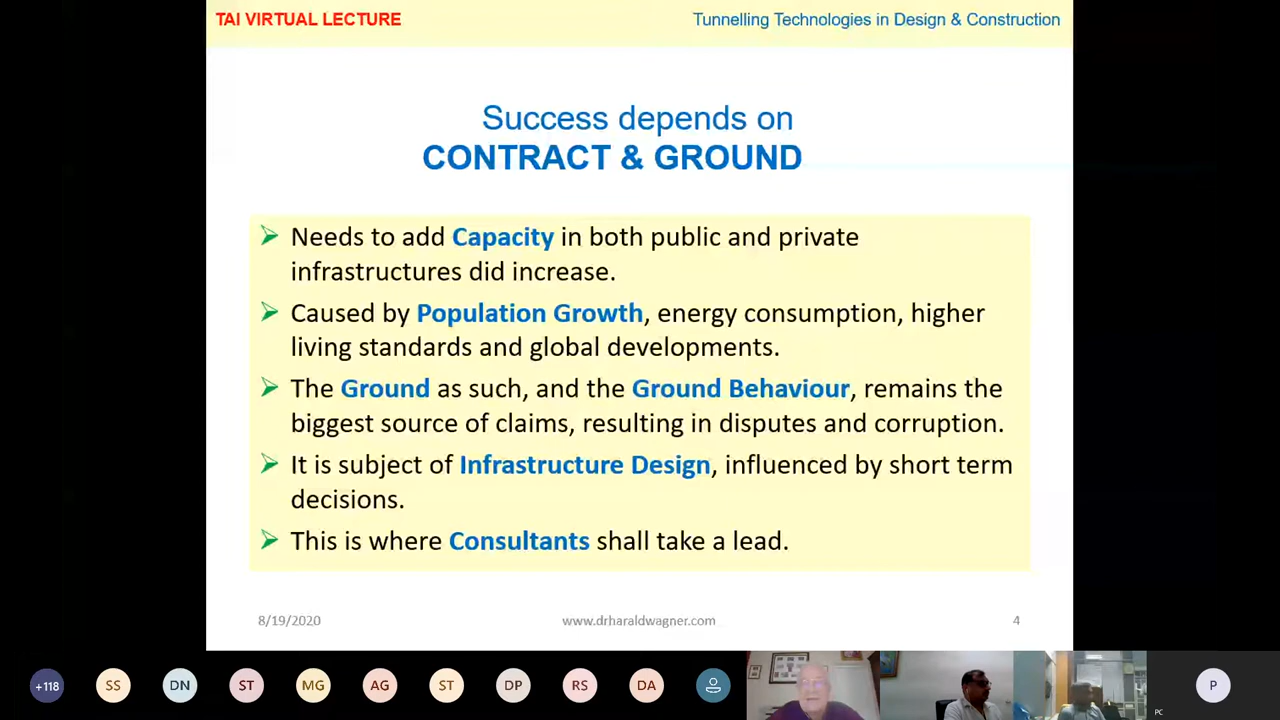 TAI VIRTUAL LECTURE
Tunnelling Technologies in Design & Construction
Success depends on
CONTRACT & GROUND
Needs to add Capacity in both public and private
infrastructures did increase.
Caused by Population Growth, energy consumption, higher
living standards and global developments.
The Ground as such, and the Ground Behaviour, remains the
biggest source of claims, resulting in disputes and corruption.
It is subject of Infrastructure Design, influenced by short term
decisions.
This is where Consultants shall take a lead.
8/19/2020
www.drharaldwagner.com
4
+118
SS
DN
ST
MG
AG
ST
DP
RS
DA
PC
P